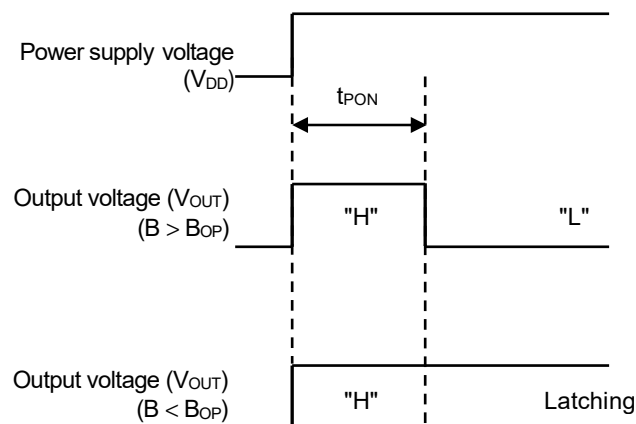 Power supply voltage
(VDD)
tPON
Output voltage (VOUT)
(B > BOP)
"H"
"L"
Output voltage (VOUT)
(B < BOP)
"H"
Latching